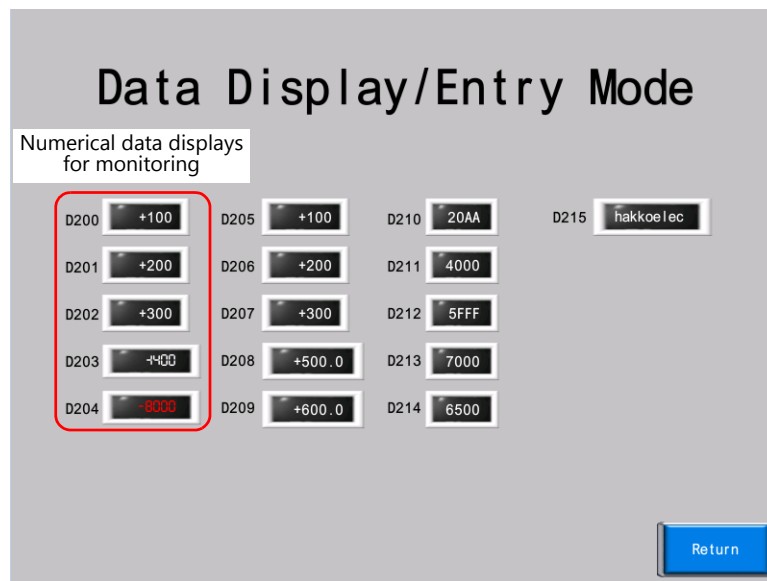 Data Display/Entry Mode
Numerical data displays
for monitoring
D200 +100 D205 +100 D210 20AA D215 hakkoelec
D201 +200 D206 +200 D211 4000
D202 +300 D207 +300 D212 5FFF
D203 -1400 D208 +500.0 D213 7000
D204 -8000 D209 +600.0 D214 6500
Return